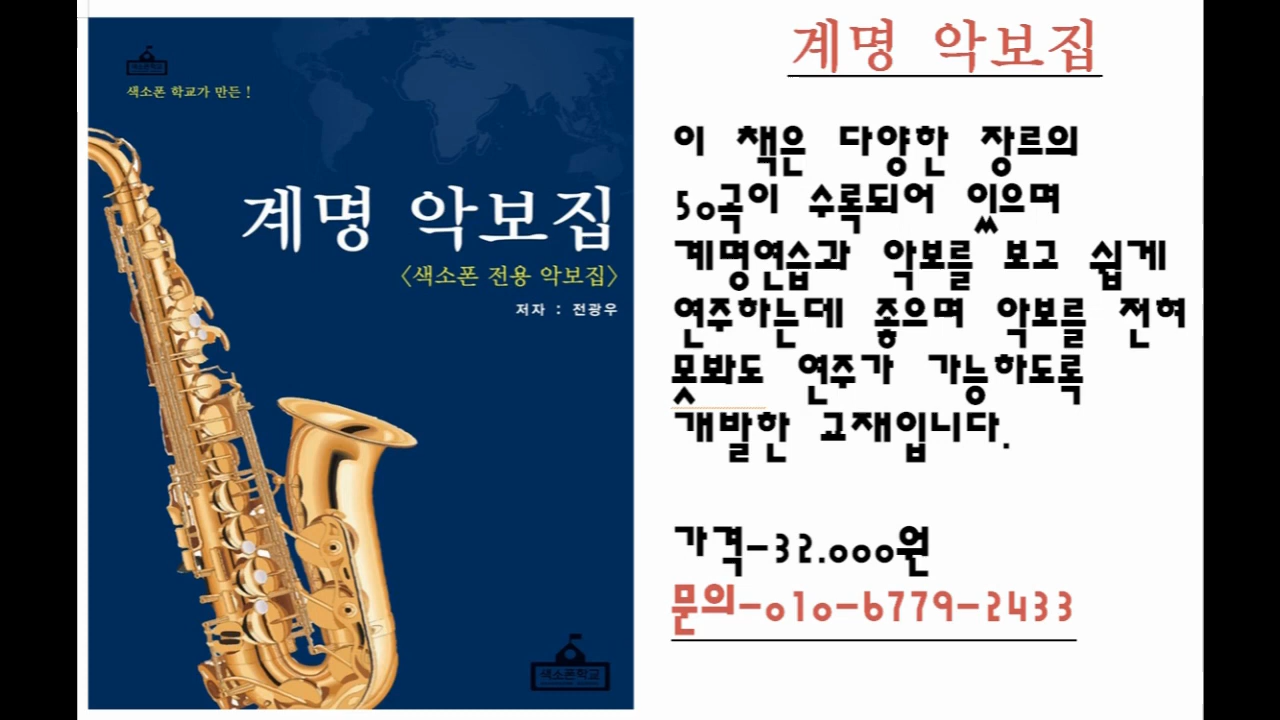 색소폰학교
색소폰 학교가 만든 !
계명 악보집
<색소폰 전용 악보집>
저자 : 전광우
색소폰학교
계명 악보집
이 책은 다양한 장르의
50곡이 수록되어 있으며
계명연습과 악보를 보고 쉽게
연주하는데 좋으며 악보를 전혀
못봐도 연주가 가능하도록
개발한 교재입니다.
가격-32.000원
문의-010-6779-2433